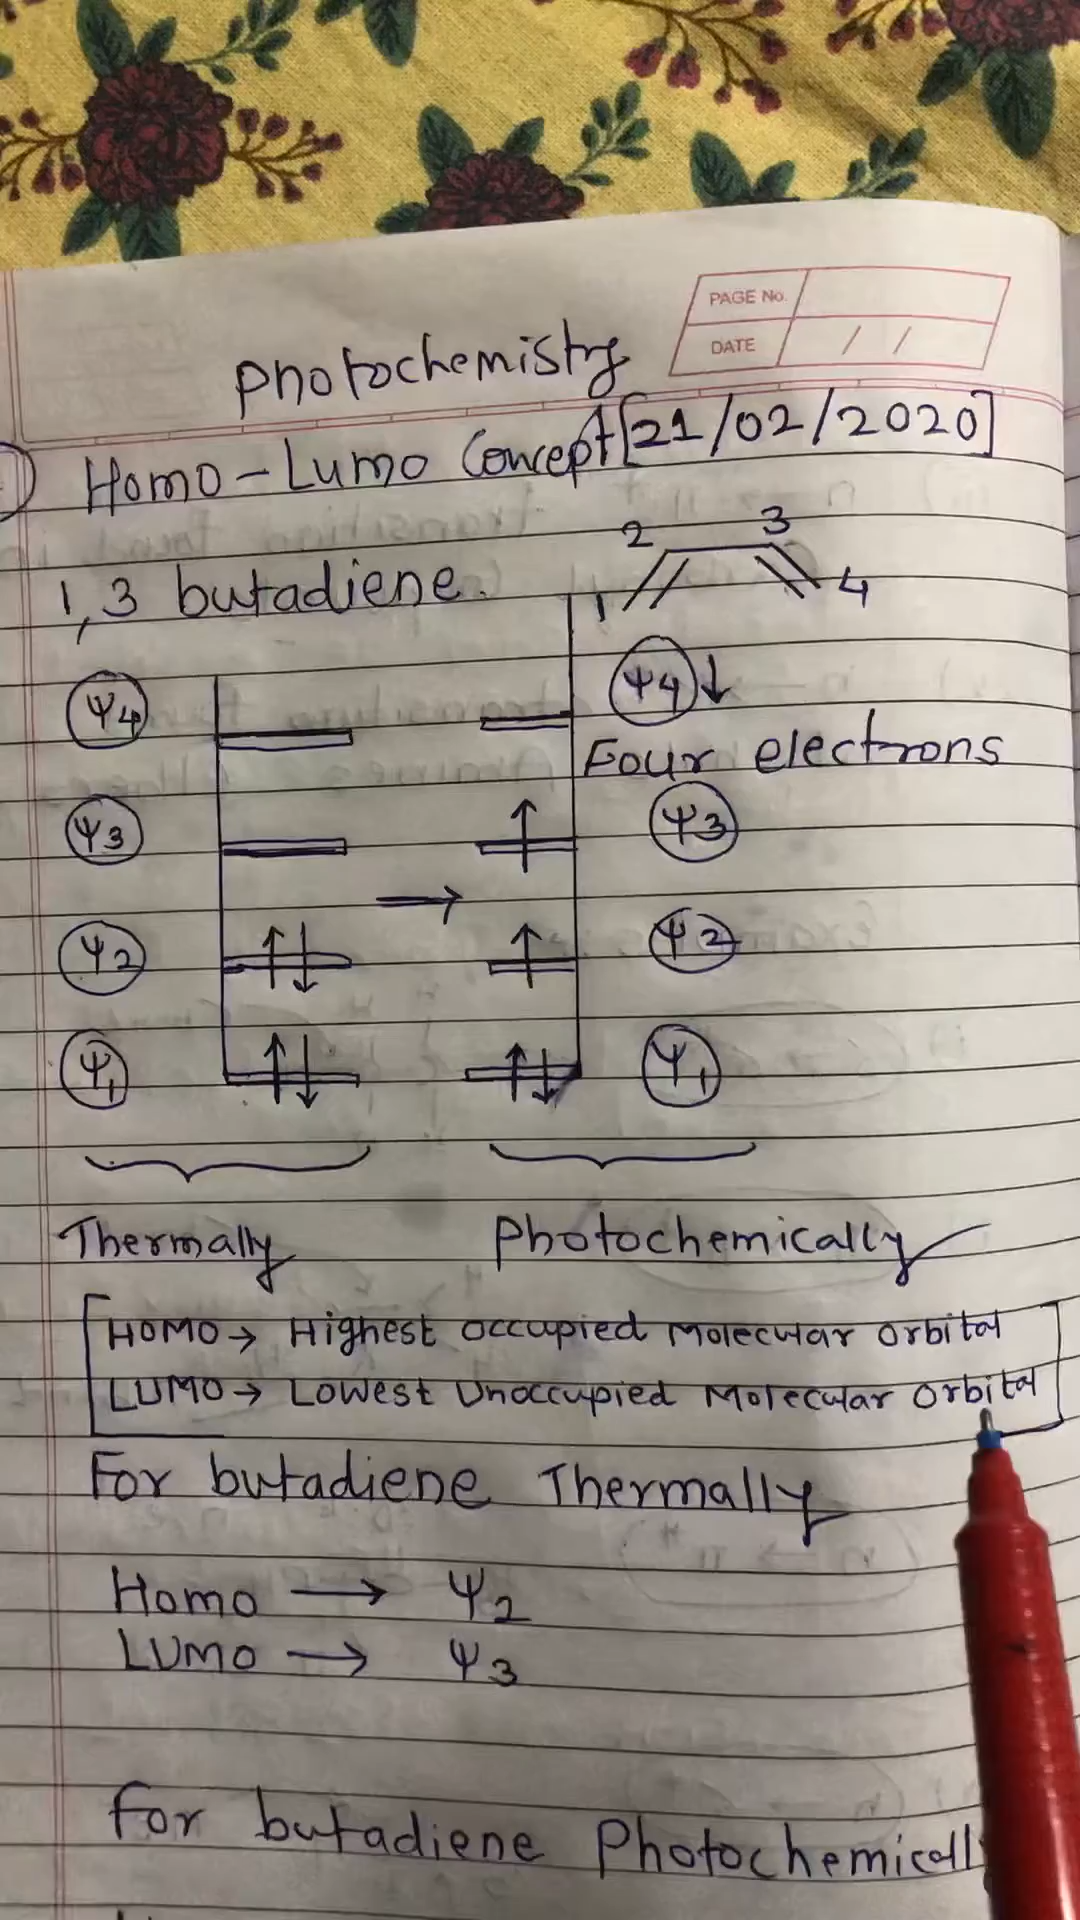 PAGE No.
DATE / /
Photochemistry
Homo-Lumo Concept [21/02/2020]
1,3 butadiene.
1 2 3 4
Ψ4 Ψ4 ↓
Four electrons
Ψ3 Ψ3
→
Ψ2 Ψ2
Ψ1 Ψ1
Thermally Photochemically
HOMO → Highest Occupied Molecular Orbital
LUMO → Lowest Unoccupied Molecular Orbital
For butadiene Thermally
Homo → Ψ2
LUMO → Ψ3
For butadiene Photochemicall